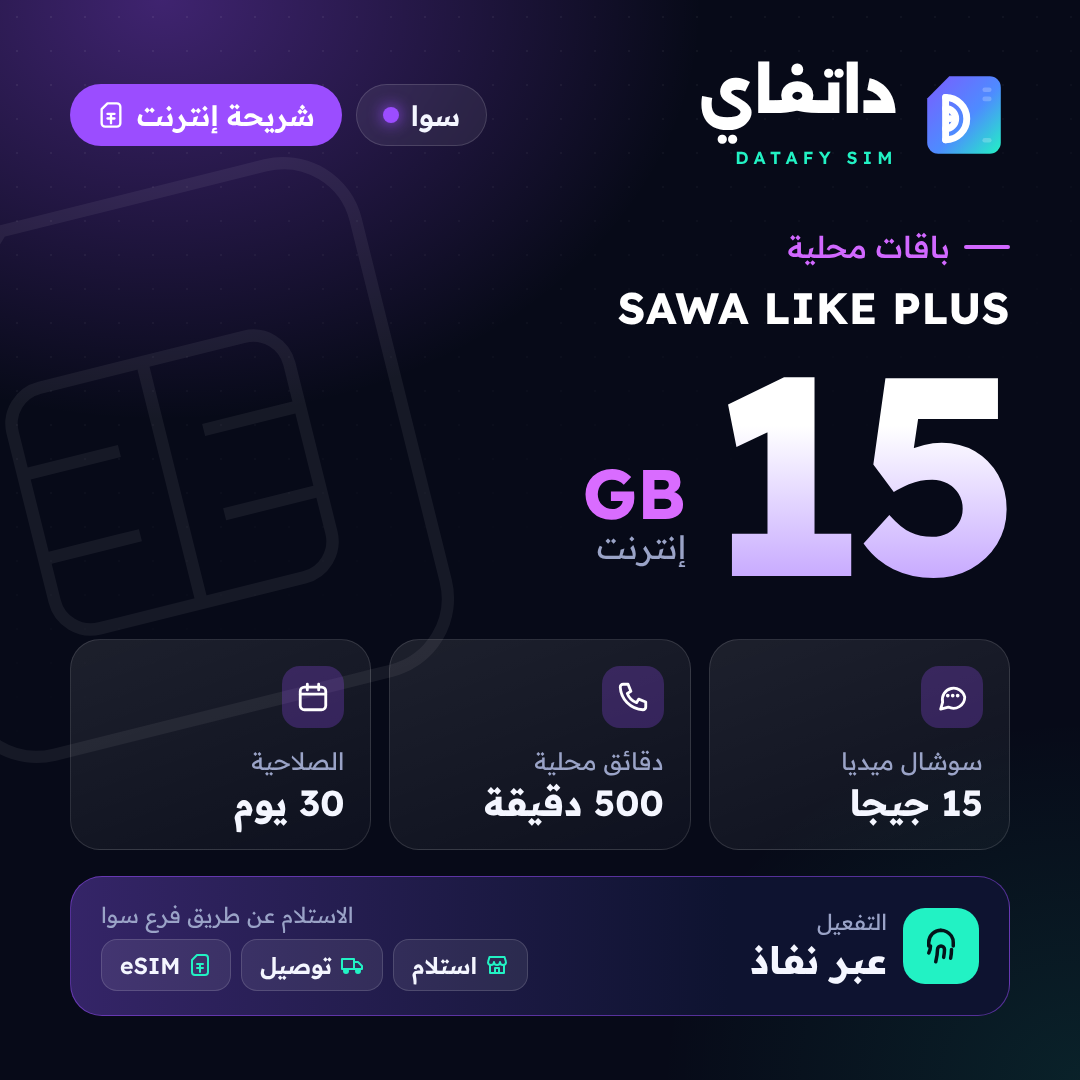 داتفاي
DATAFY SIM
سوا
شريحة إنترنت
باقات محلية
SAWA LIKE PLUS
15
GB
إنترنت
سوشال ميديا
15 جيجا
دقائق محلية
500 دقيقة
الصلاحية
30 يوم
التفعيل
عبر نفاذ
الاستلام عن طريق فرع سوا
استلام
توصيل
eSIM